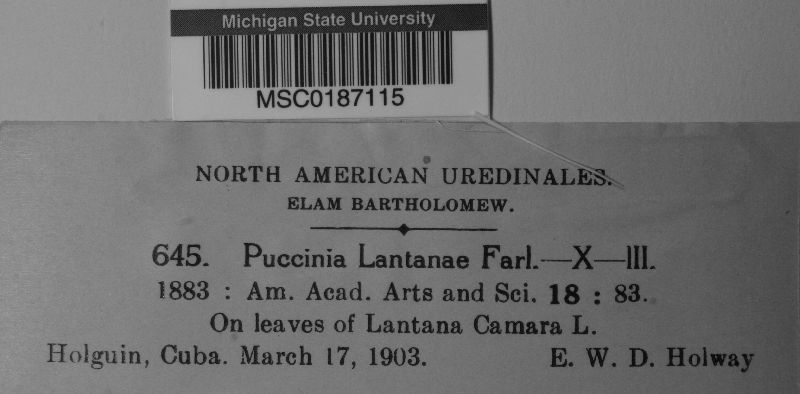 Michigan State University
MSC0187115
NORTH AMERICAN UREDINALES.
ELAM BARTHOLOMEW.
645. Puccinia Lantanae Farl.—X—III.
1883 : Am. Acad. Arts and Sci. 18 : 83.
On leaves of Lantana Camara L.
Holguin, Cuba. March 17, 1903. E. W. D. Holway